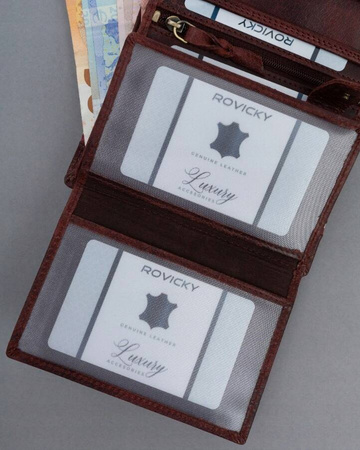 ROVICKY
ROVICKY
GENUINE LEATHER
Luxury
ACCESSORIES
ROVICKY
GENUINE LEATHER
Luxury
ACCESSORIES